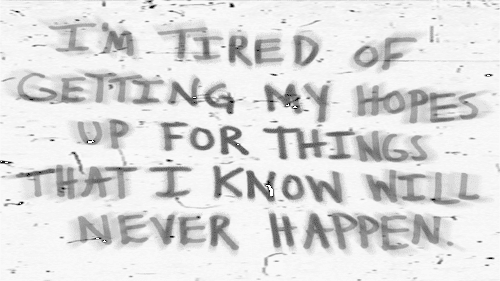 I'M TIRED OF
GETTING MY HOPES
UP FOR THINGS
THAT I KNOW WILL
NEVER HAPPEN.